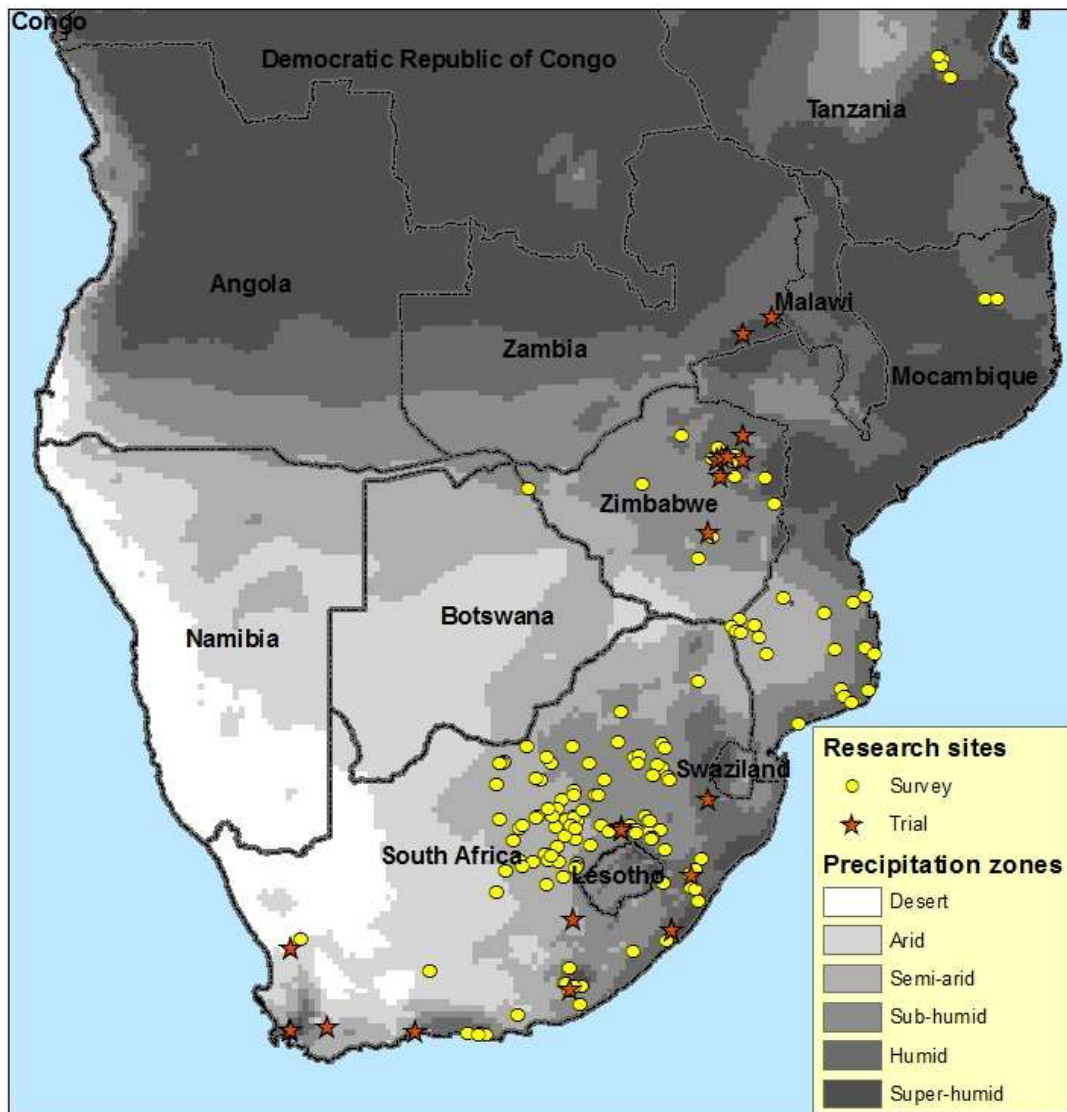 Congo
Democratic Republic of Congo
Tanzania
Angola
Malawi
Zambia
Mocambique
Zimbabwe
Botswana
Namibia
Swaziland
South Africa
Lesotho
Research sites
Survey
Trial
Precipitation zones
Desert
Arid
Semi-arid
Sub-humid
Humid
Super-humid